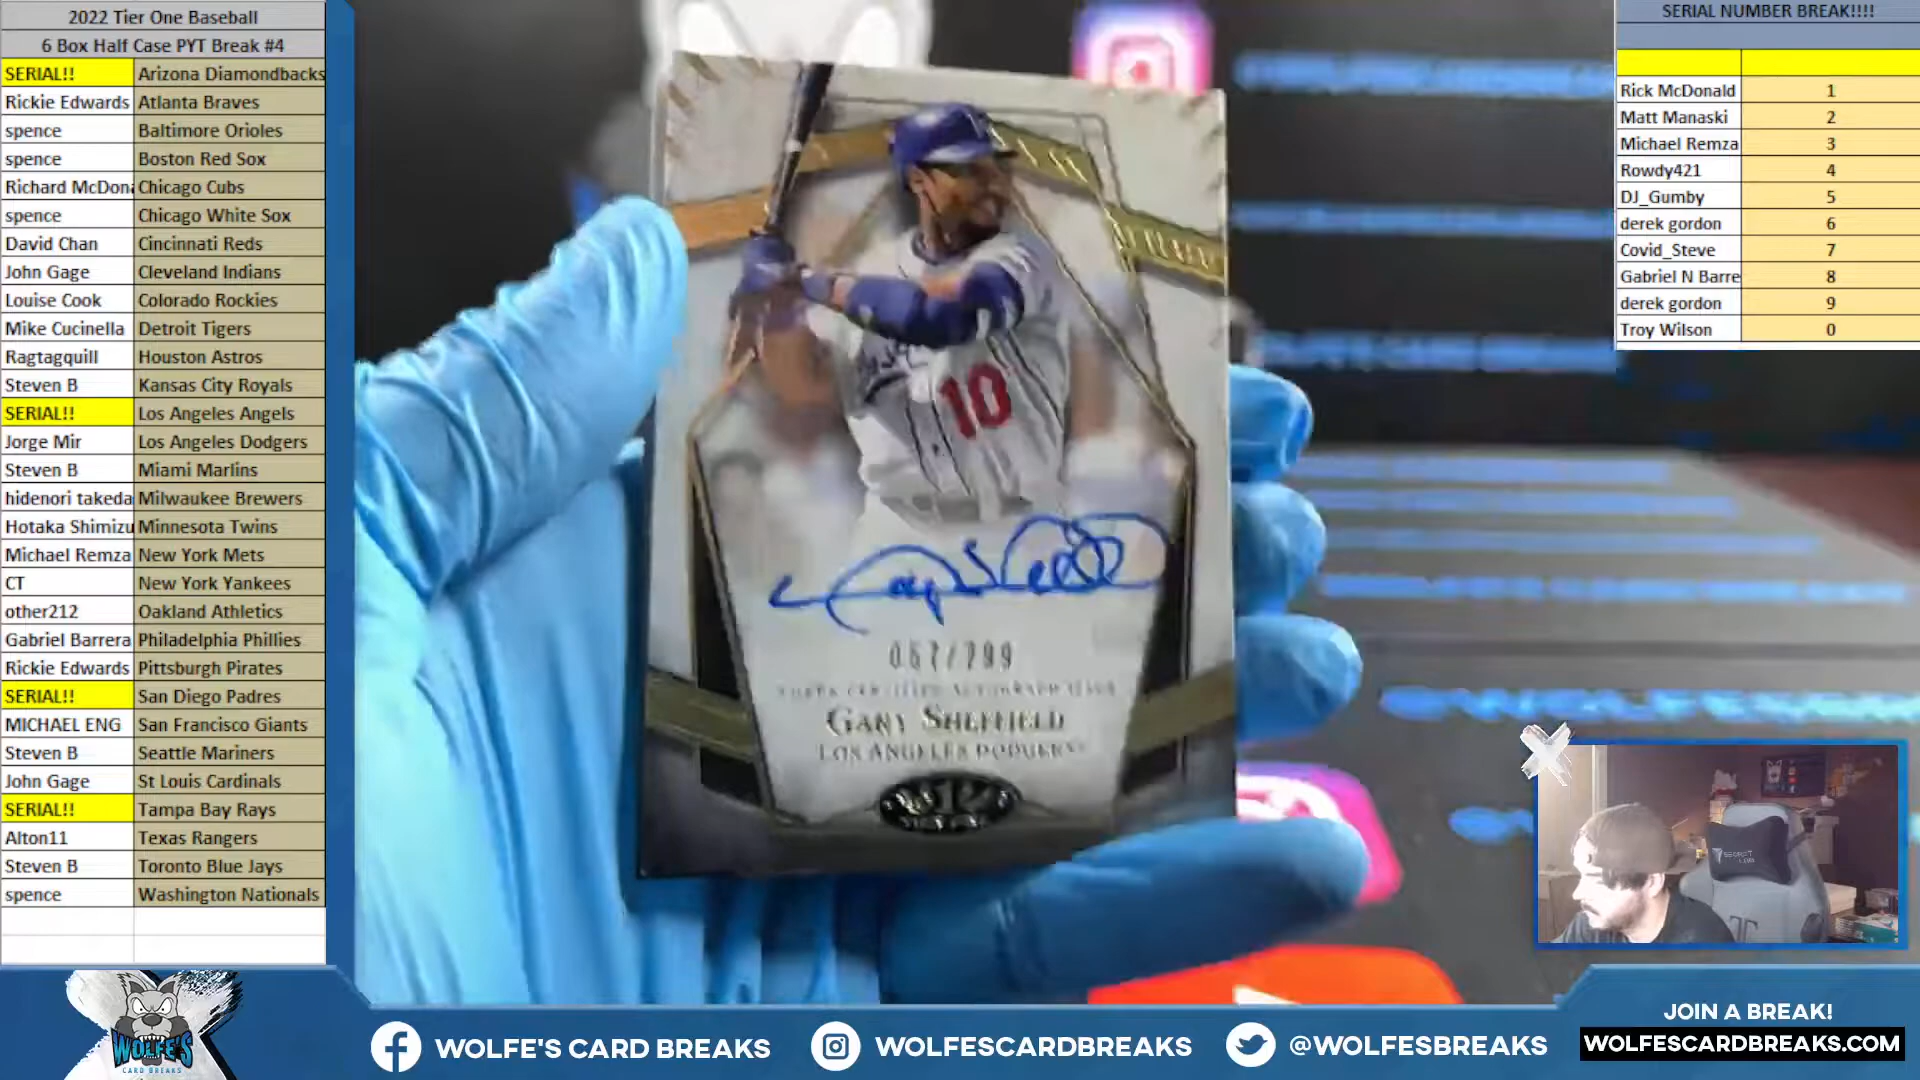 2022 Tier One Baseball
6 Box Half Case PYT Break #4
SERIAL!! Arizona Diamondbacks
Rickie Edwards Atlanta Braves
spence Baltimore Orioles
spence Boston Red Sox
Richard McDona Chicago Cubs
spence Chicago White Sox
David Chan Cincinnati Reds
John Gage Cleveland Indians
Louise Cook Colorado Rockies
Mike Cucinella Detroit Tigers
Ragtagquill Houston Astros
Steven B Kansas City Royals
SERIAL!! Los Angeles Angels
Jorge Mir Los Angeles Dodgers
Steven B Miami Marlins
hidenori takeda Milwaukee Brewers
Hotaka Shimizu Minnesota Twins
Michael Remza New York Mets
CT New York Yankees
other212 Oakland Athletics
Gabriel Barrera Philadelphia Phillies
Rickie Edwards Pittsburgh Pirates
SERIAL!! San Diego Padres
MICHAEL ENG San Francisco Giants
Steven B Seattle Mariners
John Gage St Louis Cardinals
SERIAL!! Tampa Bay Rays
Alton11 Texas Rangers
Steven B Toronto Blue Jays
spence Washington Nationals
10
TOPPS CERTIFIED AUTOGRAPH ISSUE
GARY SHEFFIELD
LOS ANGELES DODGERS
SERIAL NUMBER BREAK!!!!
Rick McDonald 1
Matt Manaski 2
Michael Remza 3
Rowdy421 4
DJ_Gumby 5
derek gordon 6
Covid_Steve 7
Gabriel N Barre 8
derek gordon 9
Troy Wilson 0
WOLFE'S
CARD BREAKS
WOLFE'S CARD BREAKS
WOLFESCARDBREAKS
@WOLFESBREAKS
JOIN A BREAK!
WOLFESCARDBREAKS.COM